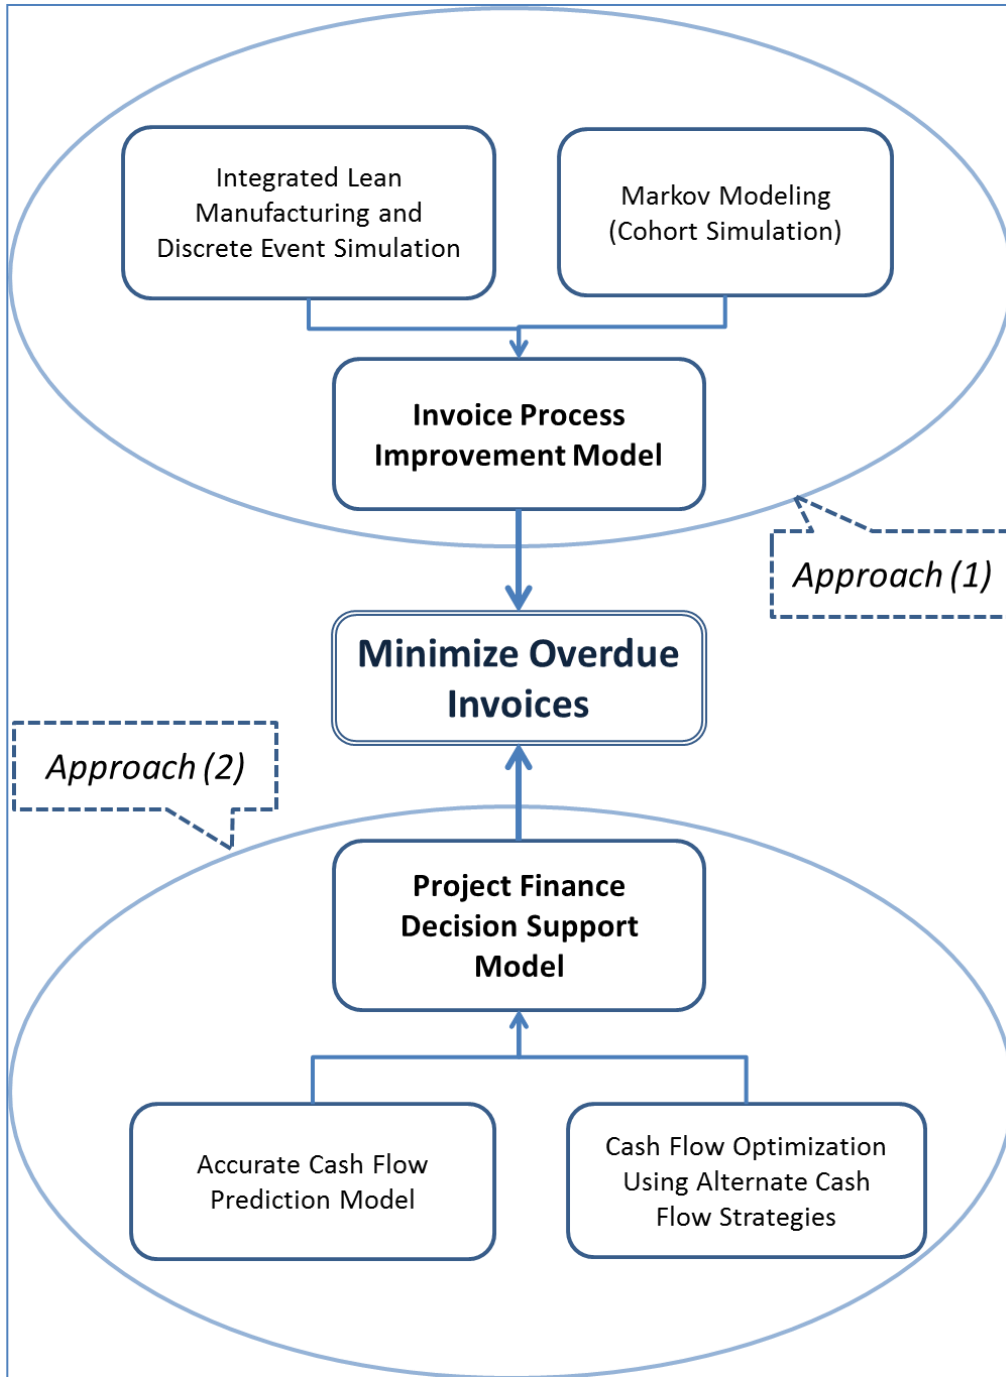 Integrated Lean
Manufacturing and
Discrete Event Simulation
Markov Modeling
(Cohort Simulation)
Invoice Process
Improvement Model
Approach (1)
Minimize Overdue
Invoices
Approach (2)
Project Finance
Decision Support
Model
Accurate Cash Flow
Prediction Model
Cash Flow Optimization
Using Alternate Cash
Flow Strategies